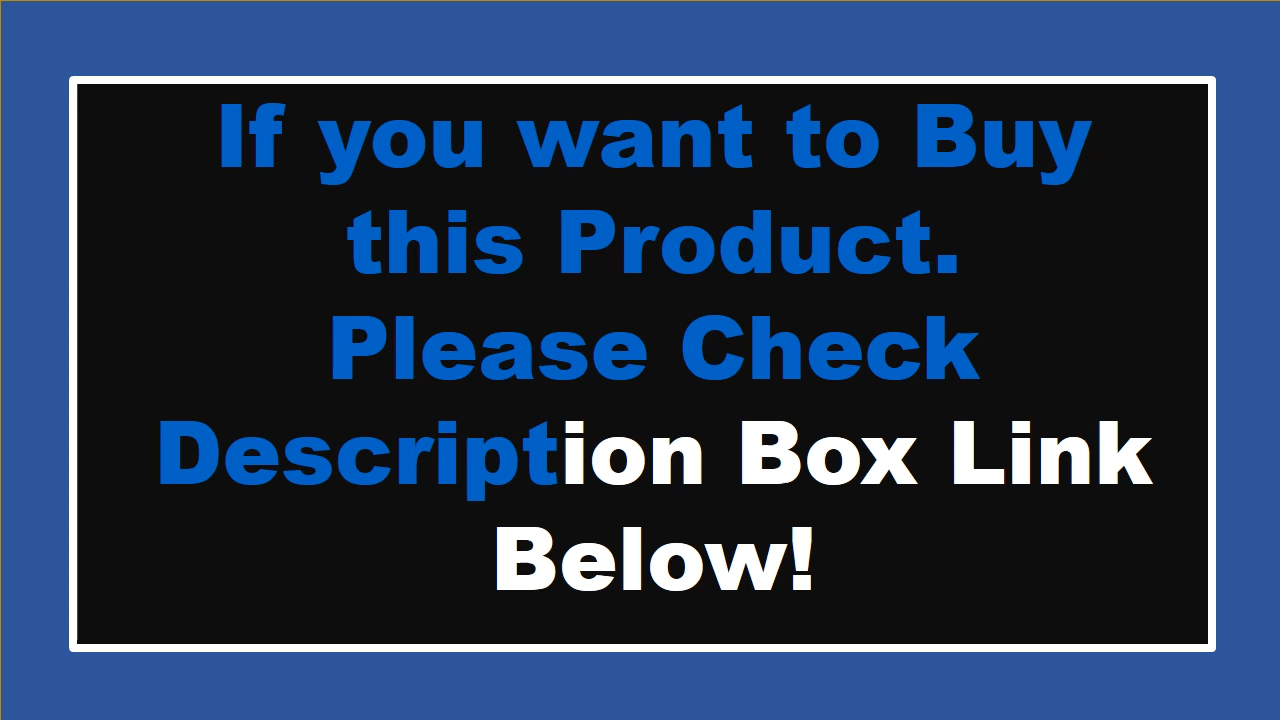 If you want to Buy
this Product.
Please Check
Description Box Link
Below!